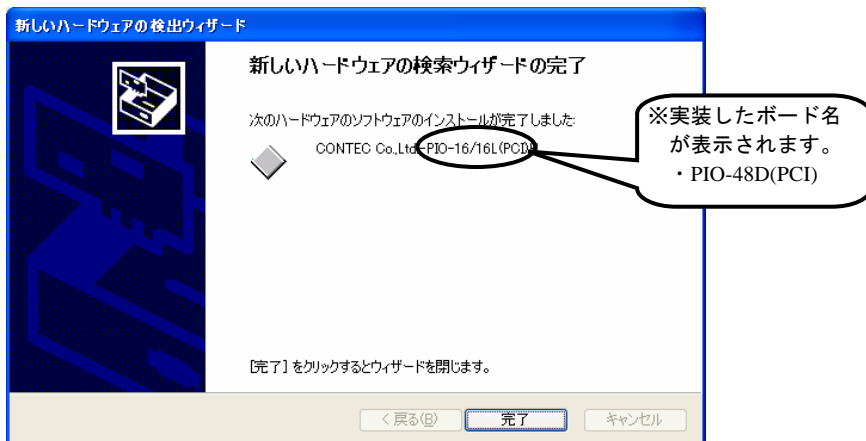 新しいハードウェアの検出ウィザード
新しいハードウェアの検索ウィザードの完了
次のハードウェアのソフトウェアのインストールが完了しました:
CONTEC Co.,Ltd PIO-16/16L(PCI)
※実装したボード名
が表示されます。
・PIO-48D(PCI)
[完了] をクリックするとウィザードを閉じます。
< 戻る(B)
完了
キャンセル